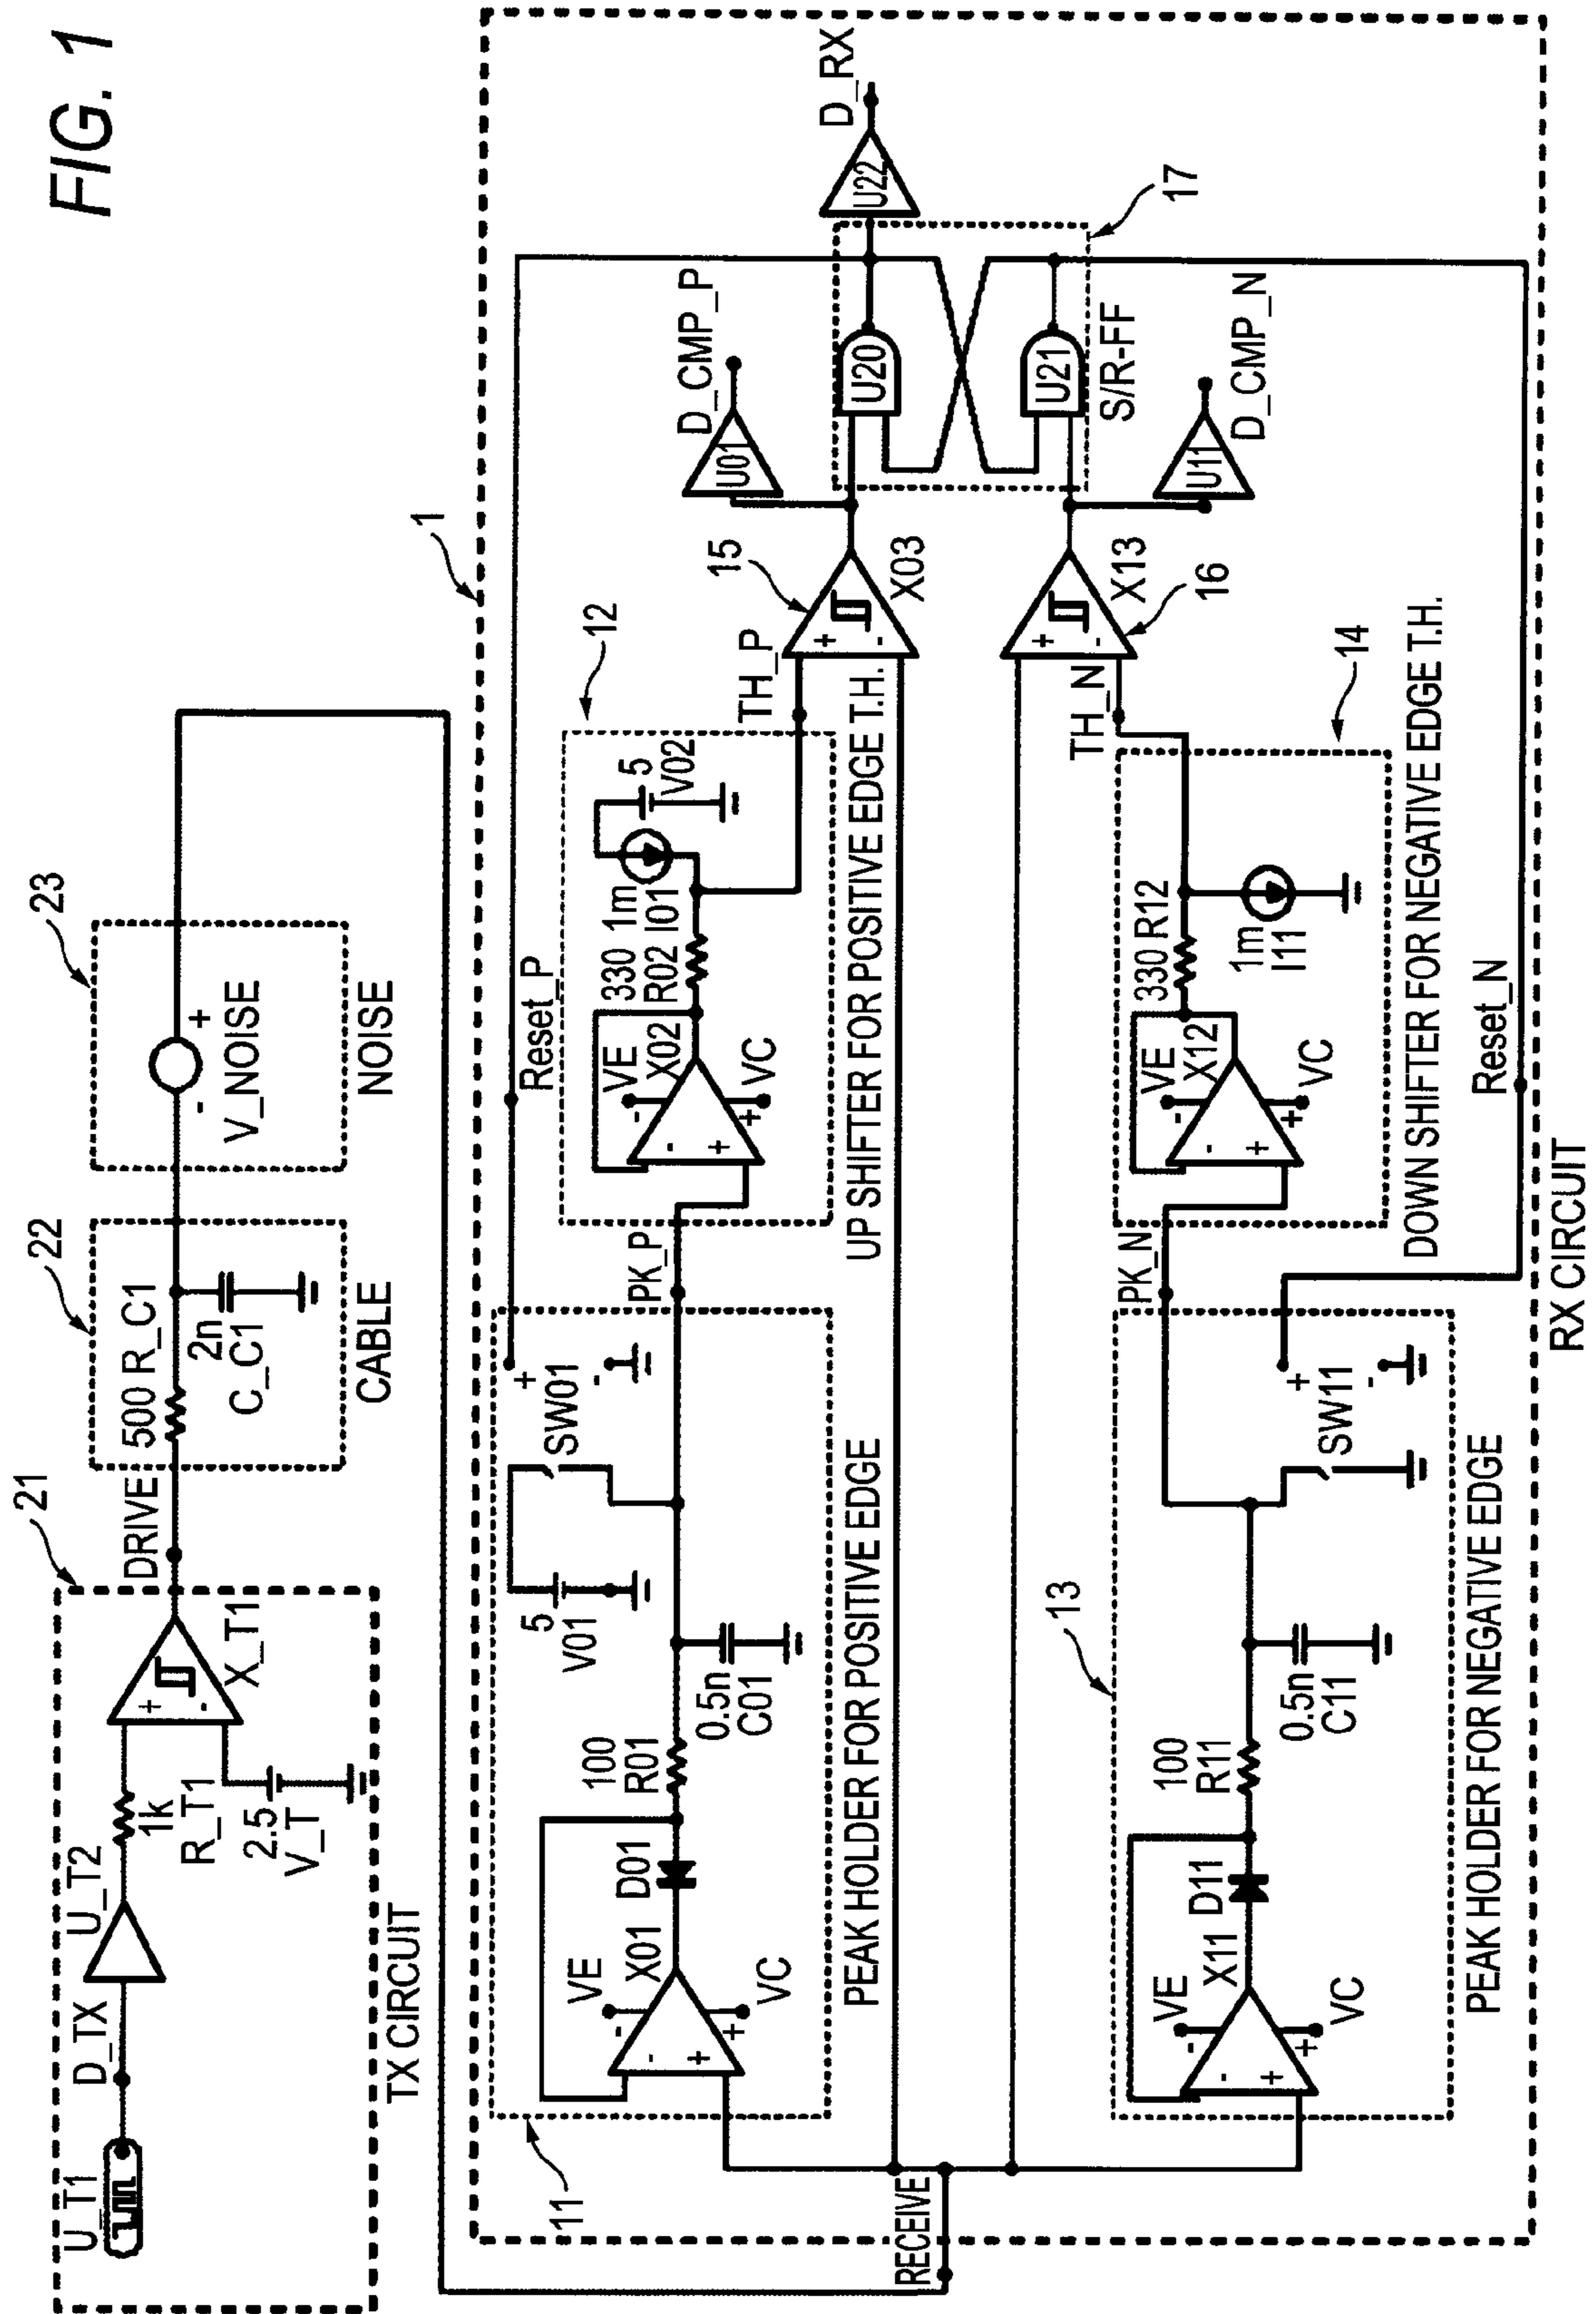 FIG. 1
21
22
23
U_T1
D_TX
U_T2
1k
R_T1
2.5
V_T
X_T1
+
-
DRIVE
TX CIRCUIT
500 R_C1
2n
C_C1
CABLE
-
+
V_NOISE
NOISE
1
RECEIVE
11
VE
X01
VC
-
+
-
+
D01
100
R01
0.5n
C01
5
V01
SW01
+
-
PEAK HOLDER FOR POSITIVE EDGE
PK_P
Reset_P
12
VE
X02
VC
-
+
-
+
330
R02
1m
I01
5
V02
UP SHIFTER FOR POSITIVE EDGE T.H.
TH_P
15
+
-
X03
U01
D_CMP_P
U20
U22
D_RX
17
U21
S/R-FF
U11
D_CMP_N
TH_N
+
-
X13
16
13
VE
X11
VC
-
+
-
+
D11
100
R11
0.5n
C11
SW11
+
-
PEAK HOLDER FOR NEGATIVE EDGE
PK_N
VE
X12
VC
-
+
-
+
330 R12
1m
I11
14
DOWN SHIFTER FOR NEGATIVE EDGE T.H.
Reset_N
RX CIRCUIT